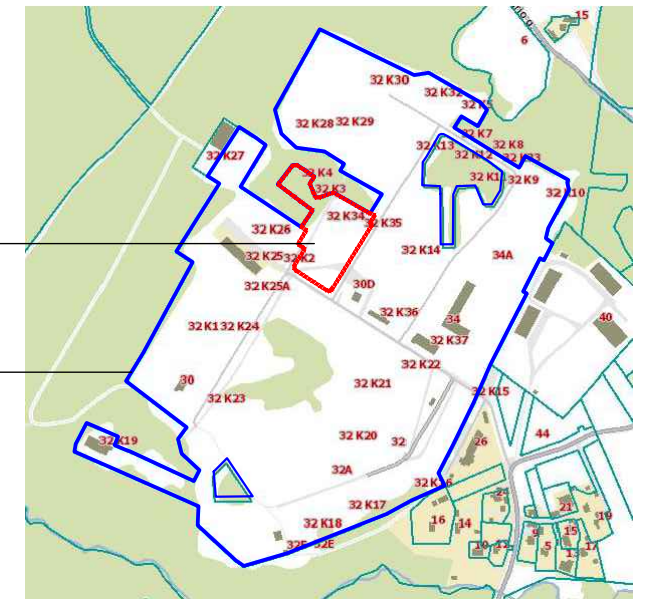 15
6
32 K30
32 K32
32 K5
32 K28 32 K29
32 K7
32 K13
32 K8
32 K12
32 K33
32 K27
32 K4
32 K1
32 K9
32 K3
32 K10
32 K34
32 K35
32 K26
32 K14
34A
32 K25
32 K2
32 K25A
30D
32 K36
34
40
32 K24
32 K37
32 K22
30
32 K21
32 K15
32 K23
32 K20
32
44
32 K19
26
32A
32 K16
24
32 K17
21
19
16
14
32 K18
9
15
32E
10
12
5
17